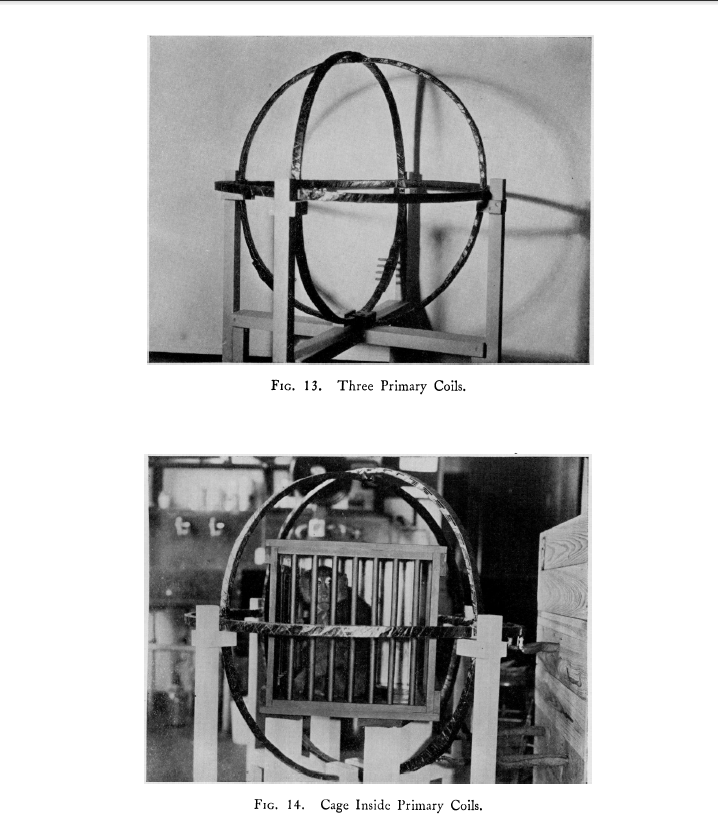 Fig. 13. Three Primary Coils.
Fig. 14. Cage Inside Primary Coils.